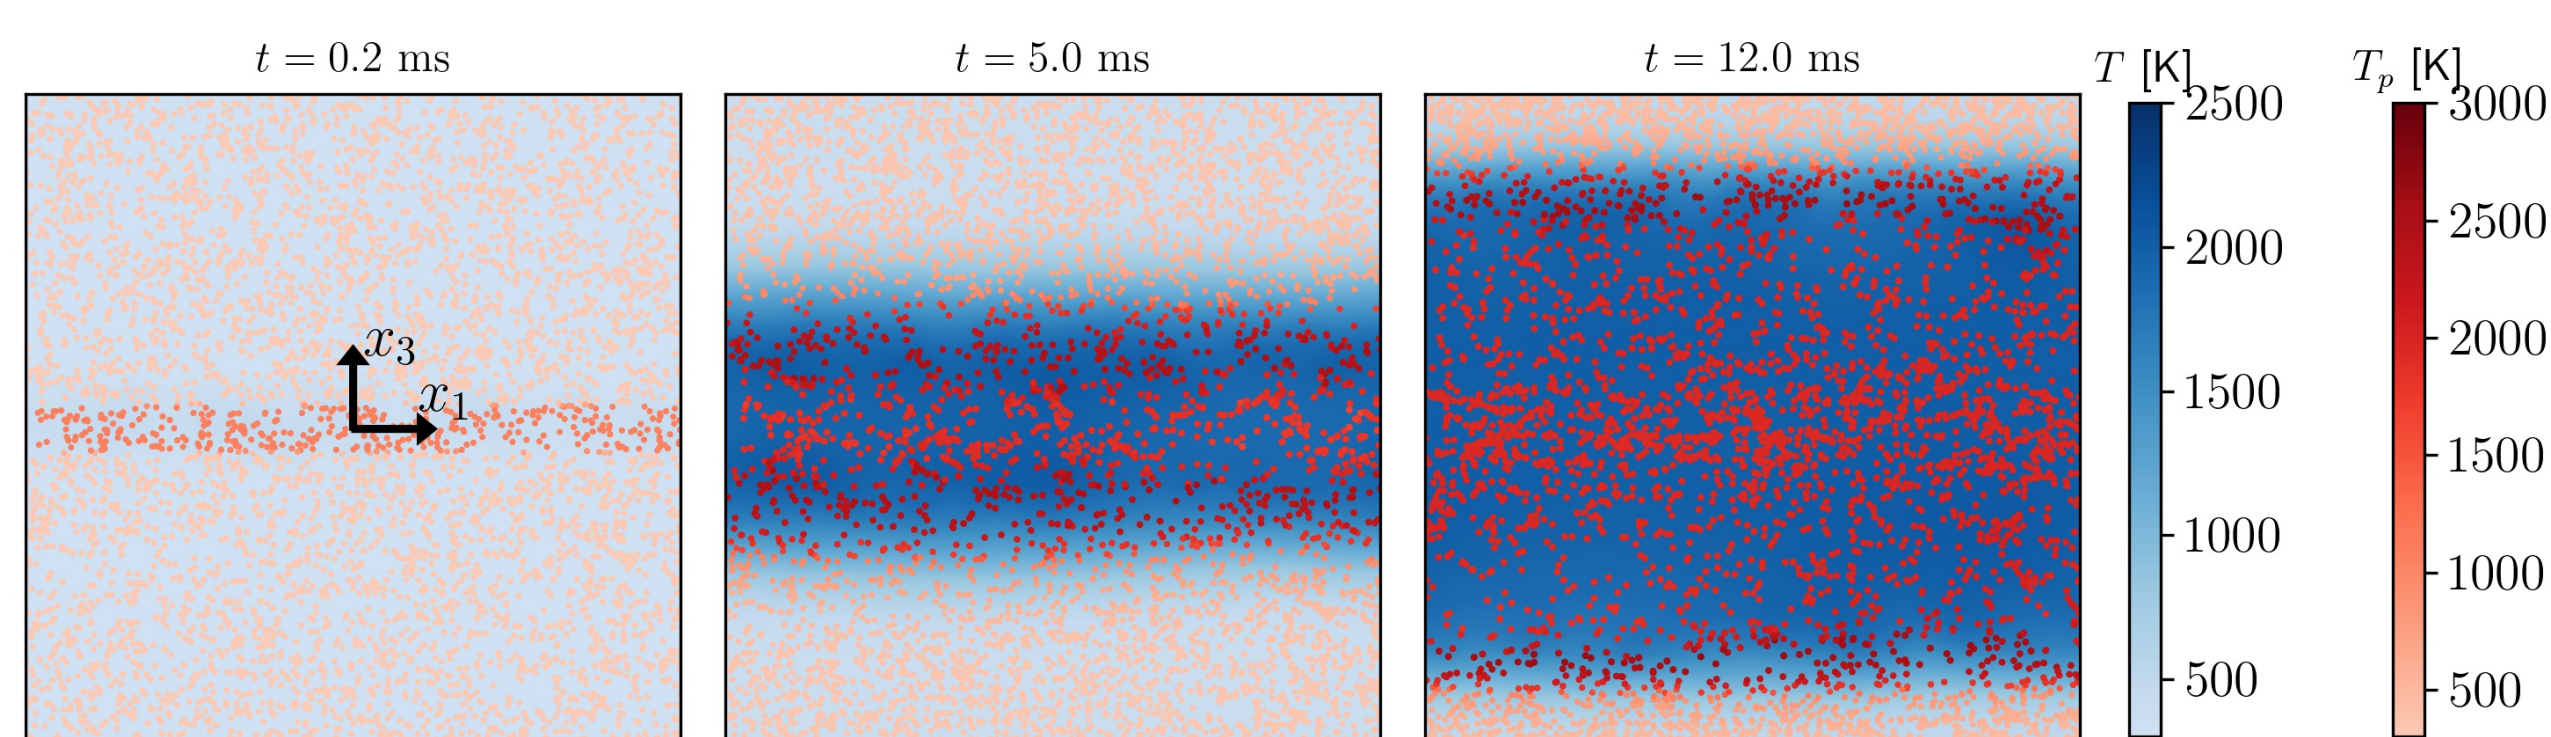 t = 0.2 ms
t = 5.0 ms
t = 12.0 ms
T [K]
T_p [K]
x_3
x_1
2500
2000
1500
1000
500
3000
2500
2000
1500
1000
500